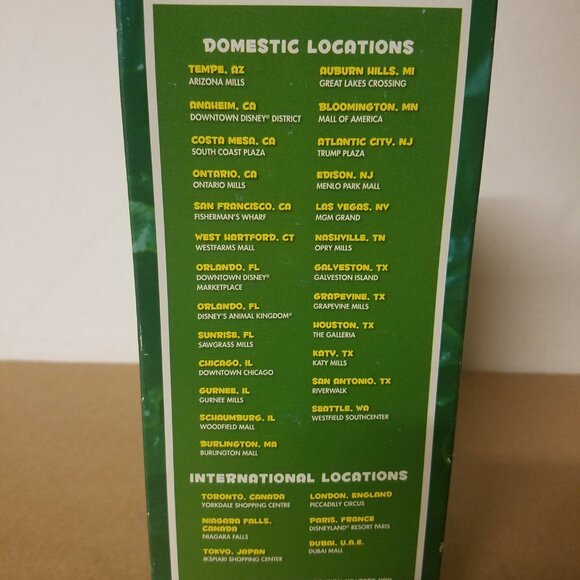 DOMESTIC LOCATIONS
TEMPE, AZ
ARIZONA MILLS
ANAHEIM, CA
DOWNTOWN DISNEY® DISTRICT
COSTA MESA, CA
SOUTH COAST PLAZA
ONTARIO, CA
ONTARIO MILLS
SAN FRANCISCO, CA
FISHERMAN'S WHARF
WEST HARTFORD, CT
WESTFARMS MALL
ORLANDO, FL
DOWNTOWN DISNEY®
MARKETPLACE
ORLANDO, FL
DISNEY'S ANIMAL KINGDOM®
SUNRISE, FL
SAWGRASS MILLS
CHICAGO, IL
DOWNTOWN CHICAGO
GURNEE, IL
GURNEE MILLS
SCHAUMBURG, IL
WOODFIELD MALL
BURLINGTON, MA
BURLINGTON MALL
AUBURN HILLS, MI
GREAT LAKES CROSSING
BLOOMINGTON, MN
MALL OF AMERICA
ATLANTIC CITY, NJ
TRUMP PLAZA
EDISON, NJ
MENLO PARK MALL
LAS VEGAS, NV
MGM GRAND
NASHVILLE, TN
OPRY MILLS
GALVESTON, TX
GALVESTON ISLAND
GRAPEVINE, TX
GRAPEVINE MILLS
HOUSTON, TX
THE GALLERIA
KATY, TX
KATY MILLS
SAN ANTONIO, TX
RIVERWALK
SEATTLE, WA
WESTFIELD SOUTHCENTER
INTERNATIONAL LOCATIONS
TORONTO, CANADA
YORKDALE SHOPPING CENTRE
NIAGARA FALLS,
CANADA
NIAGARA FALLS
TOKYO, JAPAN
IKSPIARI SHOPPING CENTER
LONDON, ENGLAND
PICCADILLY CIRCUS
PARIS, FRANCE
DISNEYLAND® RESORT PARIS
DUBAI, U.A.E.
DUBAI MALL